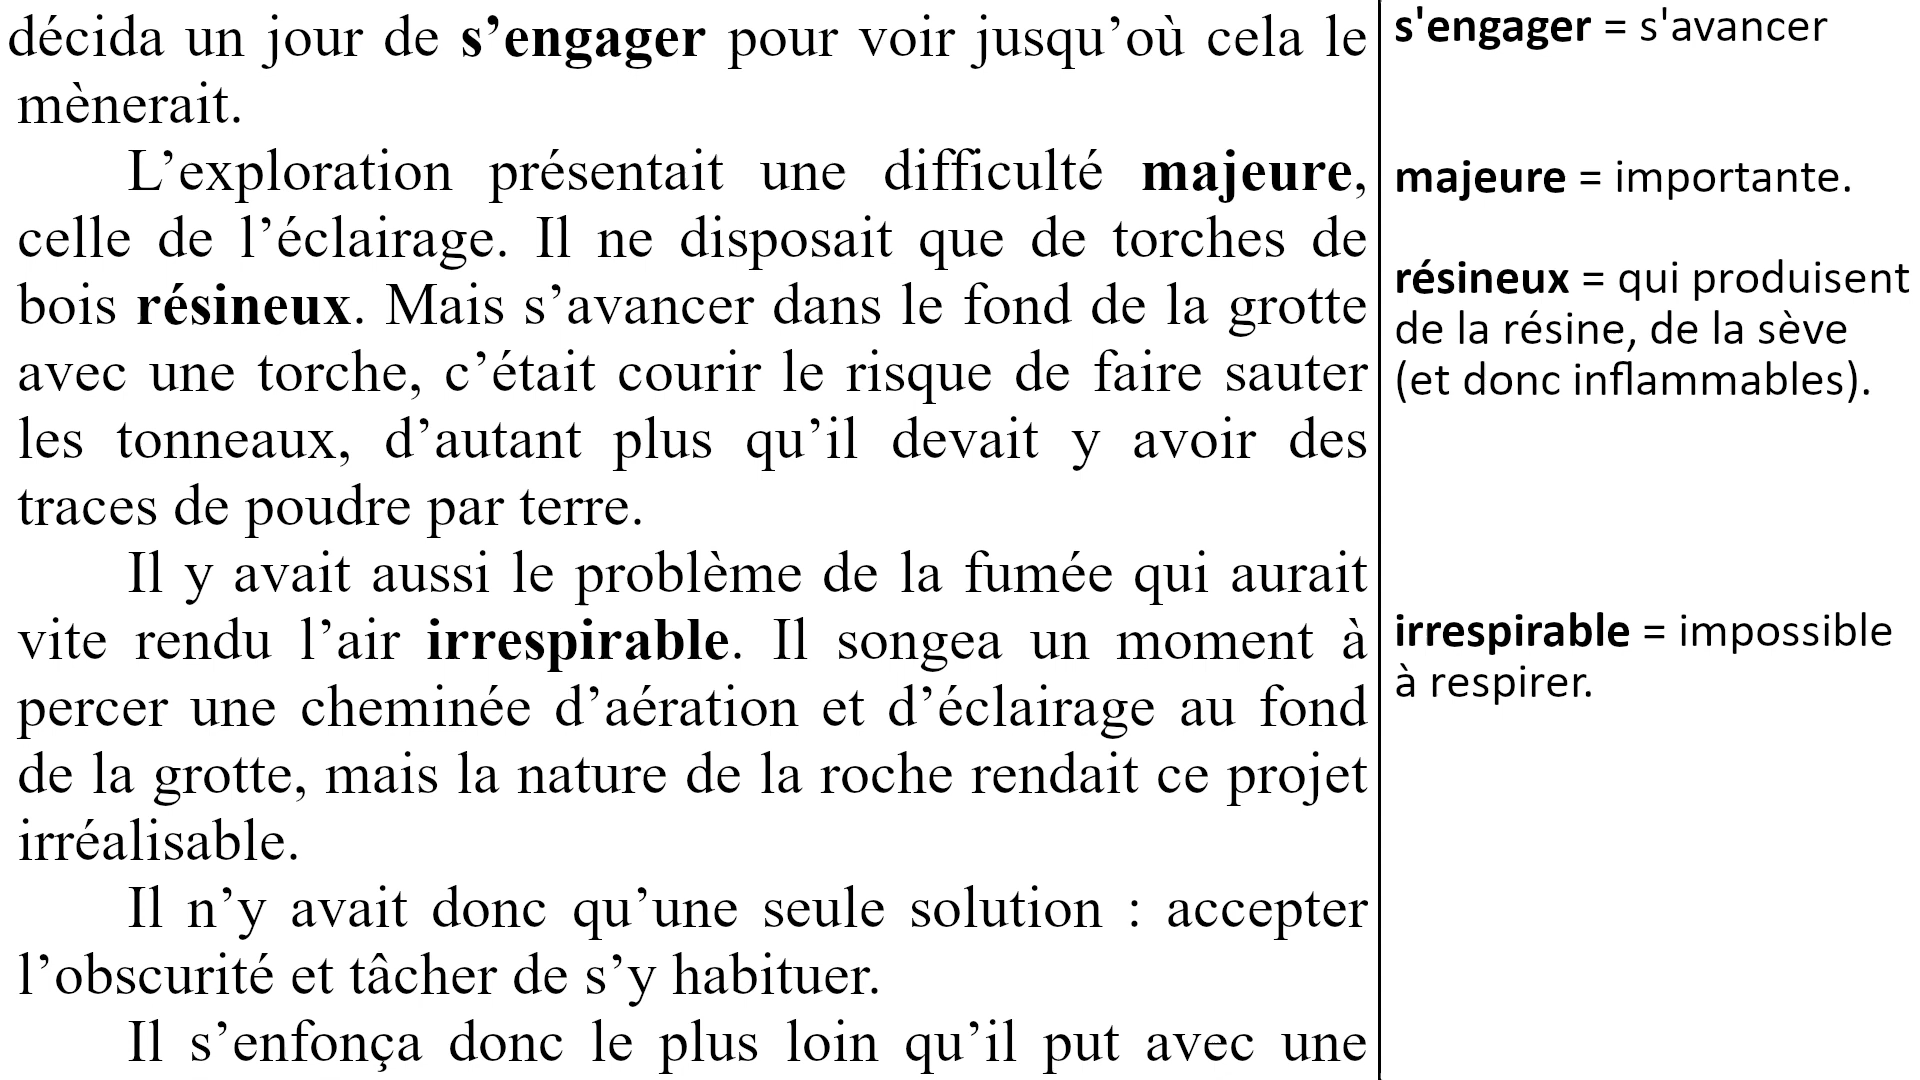 décida un jour de s’engager pour voir jusqu’où cela le
mènerait.
L’exploration présentait une difficulté majeure,
celle de l’éclairage. Il ne disposait que de torches de
bois résineux. Mais s’avancer dans le fond de la grotte
avec une torche, c’était courir le risque de faire sauter
les tonneaux, d’autant plus qu’il devait y avoir des
traces de poudre par terre.
Il y avait aussi le problème de la fumée qui aurait
vite rendu l’air irrespirable. Il songea un moment à
percer une cheminée d’aération et d’éclairage au fond
de la grotte, mais la nature de la roche rendait ce projet
irréalisable.
Il n’y avait donc qu’une seule solution : accepter
l’obscurité et tâcher de s’y habituer.
Il s’enfonça donc le plus loin qu’il put avec une
s'engager = s'avancer
majeure = importante.
résineux = qui produisent
de la résine, de la sève
(et donc inflammables).
irrespirable = impossible
à respirer.